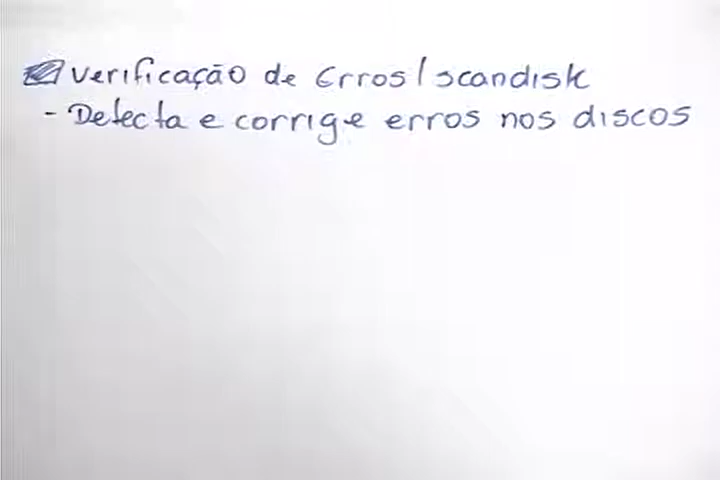 Verificação de Erros/scandisk
- Detecta e corrige erros nos discos